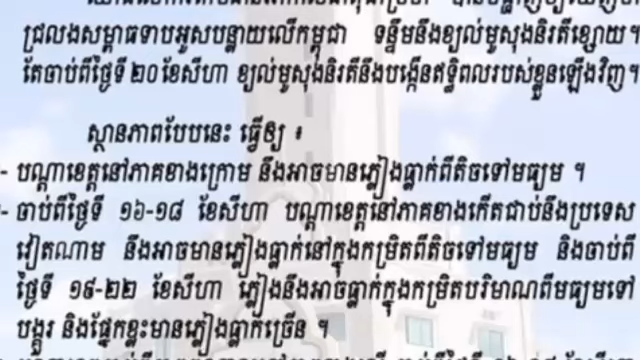 ជ្រលងសម្ពាធទាបអូសបន្លាយលើកម្ពុជា ទន្ទឹមនឹងខ្យល់មូសុងនិរតីខ្សោយ។
តែចាប់ពីថ្ងៃទី ២០ ខែសីហា ខ្យល់មូសុងនិរតីនឹងបង្កើនឥទ្ធិពលរបស់ខ្លួនឡើងវិញ។
ស្ថានភាពបែបនេះ ធ្វើឲ្យ ៖
- បណ្តាខេត្តនៅភាគខាងក្រោម នឹងអាចមានភ្លៀងធ្លាក់ពីតិចទៅមធ្យម ។
- ចាប់ពីថ្ងៃទី ១៦-១៨ ខែសីហា បណ្តាខេត្តនៅភាគខាងកើតជាប់នឹងប្រទេស
វៀតណាម នឹងអាចមានភ្លៀងធ្លាក់នៅក្នុងកម្រិតពីតិចទៅមធ្យម និងចាប់ពី
ថ្ងៃទី ១៩-២២ ខែសីហា ភ្លៀងនឹងអាចធ្លាក់ក្នុងកម្រិតបរិមាណពីមធ្យមទៅ
បង្គួរ និងផ្នែកខ្លះមានភ្លៀងធ្លាក់ច្រើន ។